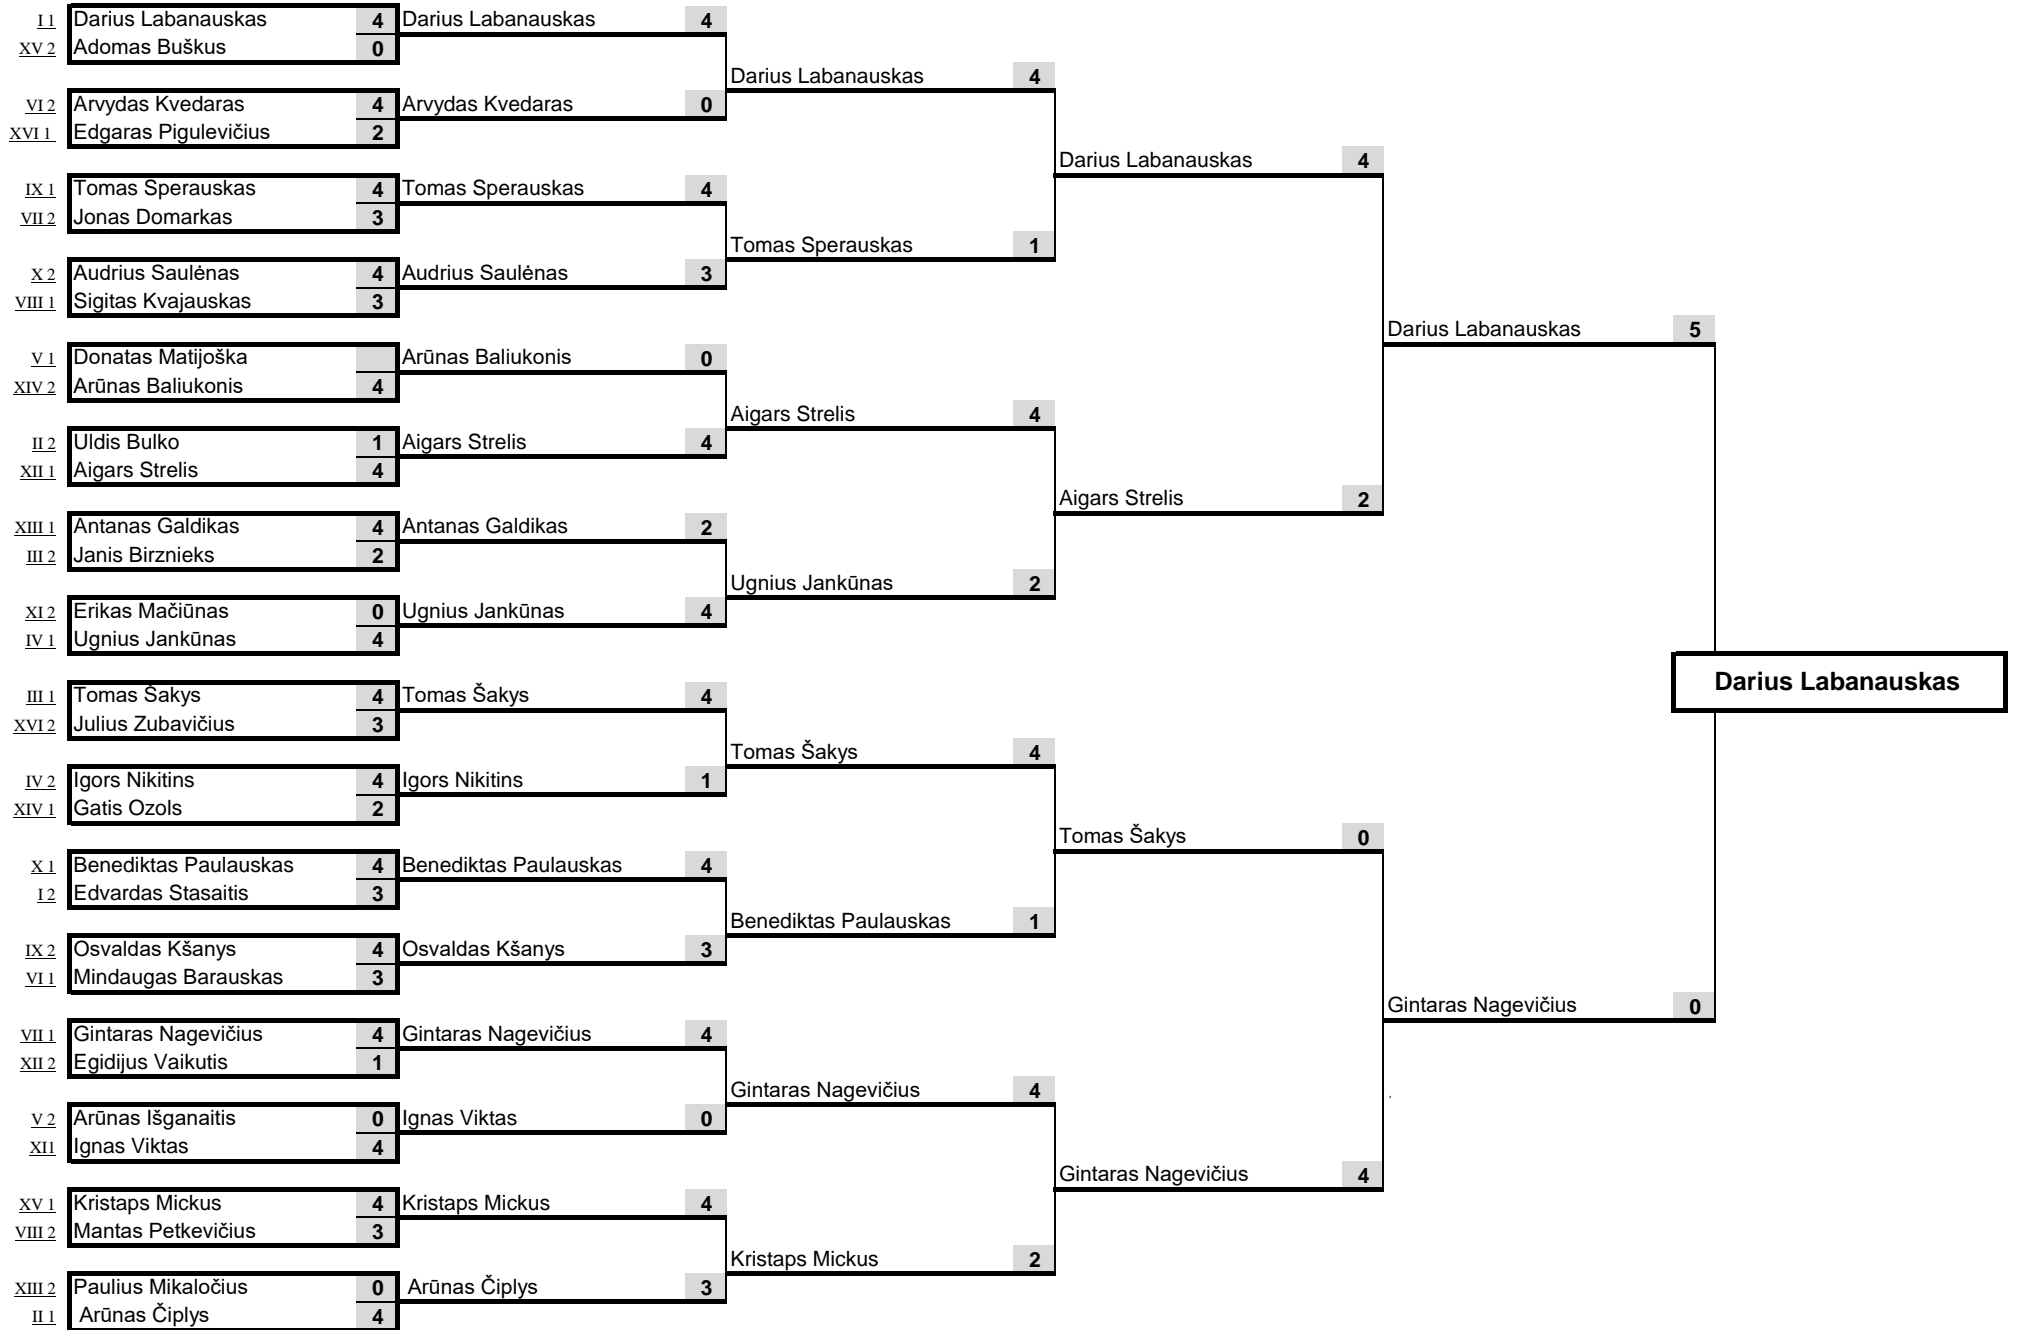 I 1 Darius Labanauskas 4 Darius Labanauskas 4
XV 2 Adomas Buškus 0
Darius Labanauskas 4
VI 2 Arvydas Kvedaras 4 Arvydas Kvedaras 0
XVI 1 Edgaras Pigulevičius 2
Darius Labanauskas 4
IX 1 Tomas Sperauskas 4 Tomas Sperauskas 4
VII 2 Jonas Domarkas 3
Tomas Sperauskas 1
X 2 Audrius Saulėnas 4 Audrius Saulėnas 3
VIII 1 Sigitas Kvajauskas 3
Darius Labanauskas 5
V 1 Donatas Matijoška Arūnas Baliukonis 0
XIV 2 Arūnas Baliukonis 4
Aigars Strelis 4
II 2 Uldis Bulko 1 Aigars Strelis 4
XII 1 Aigars Strelis 4
Aigars Strelis 2
XIII 1 Antanas Galdikas 4 Antanas Galdikas 2
III 2 Janis Birznieks 2
Ugnius Jankūnas 2
XI 2 Erikas Mačiūnas 0 Ugnius Jankūnas 4
IV 1 Ugnius Jankūnas 4
Darius Labanauskas
III 1 Tomas Šakys 4 Tomas Šakys 4
XVI 2 Julius Zubavičius 3
Tomas Šakys 4
IV 2 Igors Nikitins 4 Igors Nikitins 1
XIV 1 Gatis Ozols 2
Tomas Šakys 0
X 1 Benediktas Paulauskas 4 Benediktas Paulauskas 4
I 2 Edvardas Stasaitis 3
Benediktas Paulauskas 1
IX 2 Osvaldas Kšanys 4 Osvaldas Kšanys 3
VI 1 Mindaugas Barauskas 3
Gintaras Nagevičius 0
VII 1 Gintaras Nagevičius 4 Gintaras Nagevičius 4
XII 2 Egidijus Vaikutis 1
Gintaras Nagevičius 4
V 2 Arūnas Išganaitis 0 Ignas Viktas 0
XI1 Ignas Viktas 4
Gintaras Nagevičius 4
XV 1 Kristaps Mickus 4 Kristaps Mickus 4
VIII 2 Mantas Petkevičius 3
Kristaps Mickus 2
XIII 2 Paulius Mikaločius 0 Arūnas Čiplys 3
II 1 Arūnas Čiplys 4